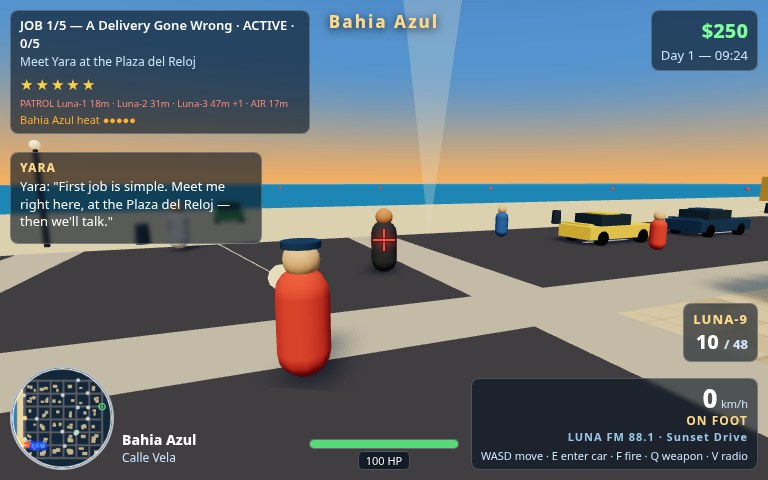 JOB 1/5 — A Delivery Gone Wrong · ACTIVE ·
0/5
Meet Yara at the Plaza del Reloj
★★★★★
PATROL Luna-1 18m · Luna-2 31m · Luna-3 47m +1 · AIR 17m
Bahia Azul heat ●●●●●
Bahia Azul
$250
Day 1 — 09:24
YARA
Yara: "First job is simple. Meet me
right here, at the Plaza del Reloj —
then we'll talk."
LUNA-9
10 / 48
Bahia Azul
Calle Vela
100 HP
0 km/h
ON FOOT
LUNA FM 88.1 · Sunset Drive
WASD move · E enter car · F fire · Q weapon · V radio